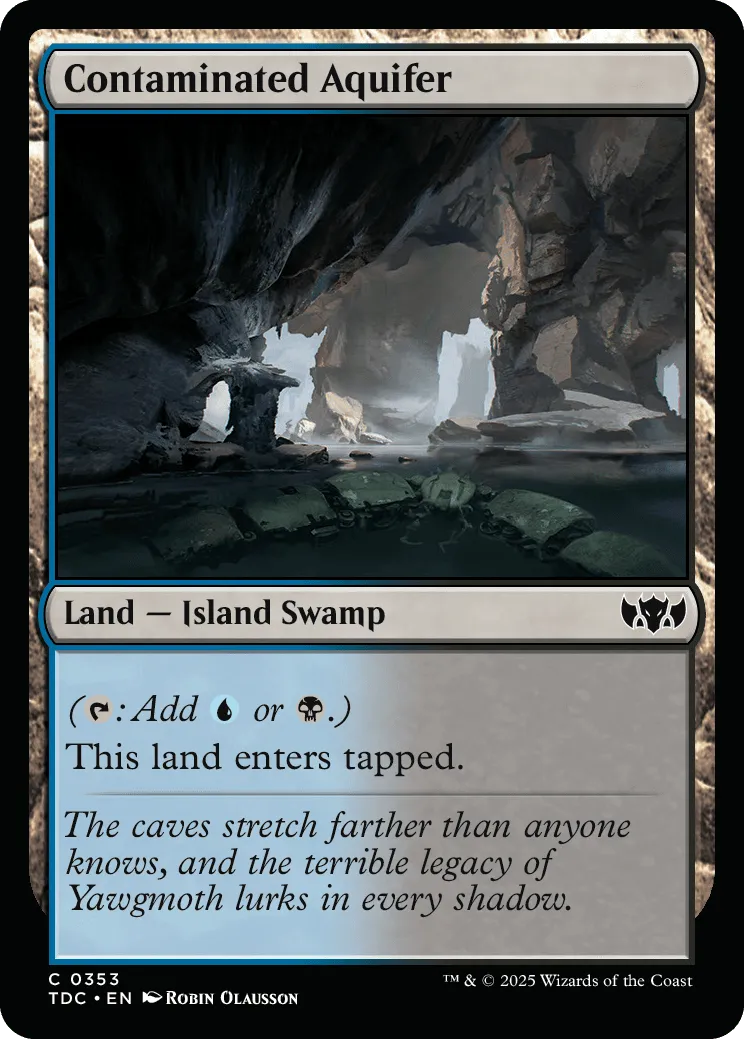 Contaminated Aquifer
Land — Island Swamp
(: Add or .)
This land enters tapped.
The caves stretch farther than anyone
knows, and the terrible legacy of
Yawgmoth lurks in every shadow.
C 0353
TDC • EN Robin Olausson
™ & © 2025 Wizards of the Coast